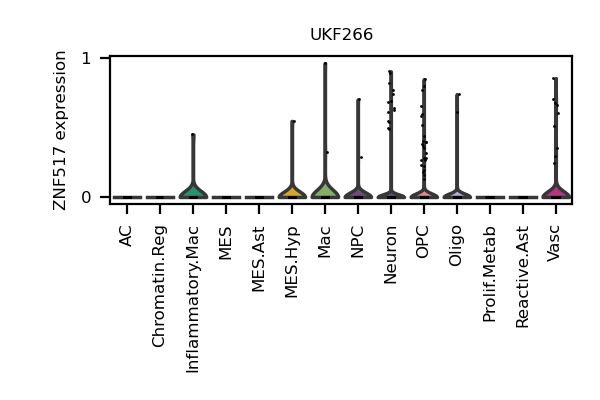 UKF266
ZNF517 expression
1
0
AC
Chromatin.Reg
Inflammatory.Mac
MES
MES.Ast
MES.Hyp
Mac
NPC
Neuron
OPC
Oligo
Prolif.Metab
Reactive.Ast
Vasc